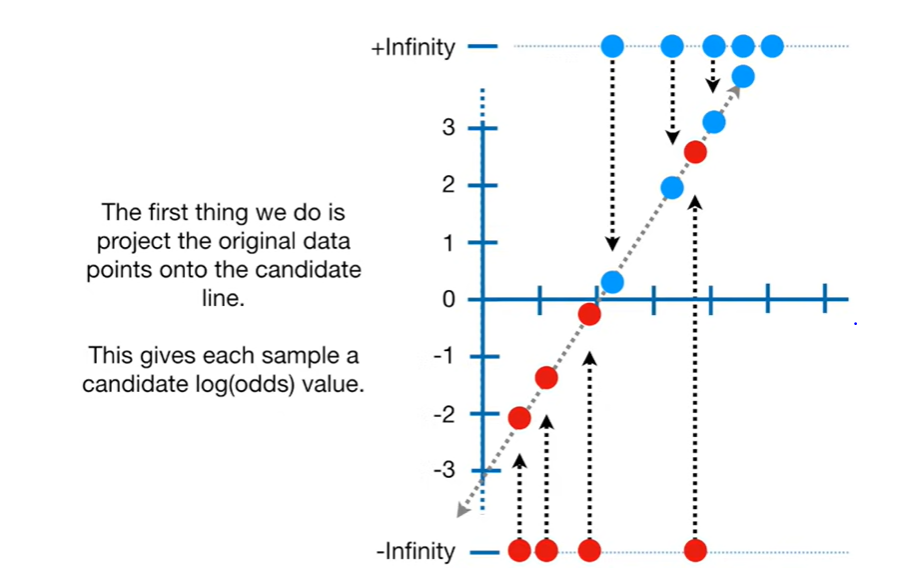 The first thing we do is
project the original data
points onto the candidate
line.
This gives each sample a
candidate log(odds) value.
+Infinity
3
2
1
0
-1
-2
-3
-Infinity